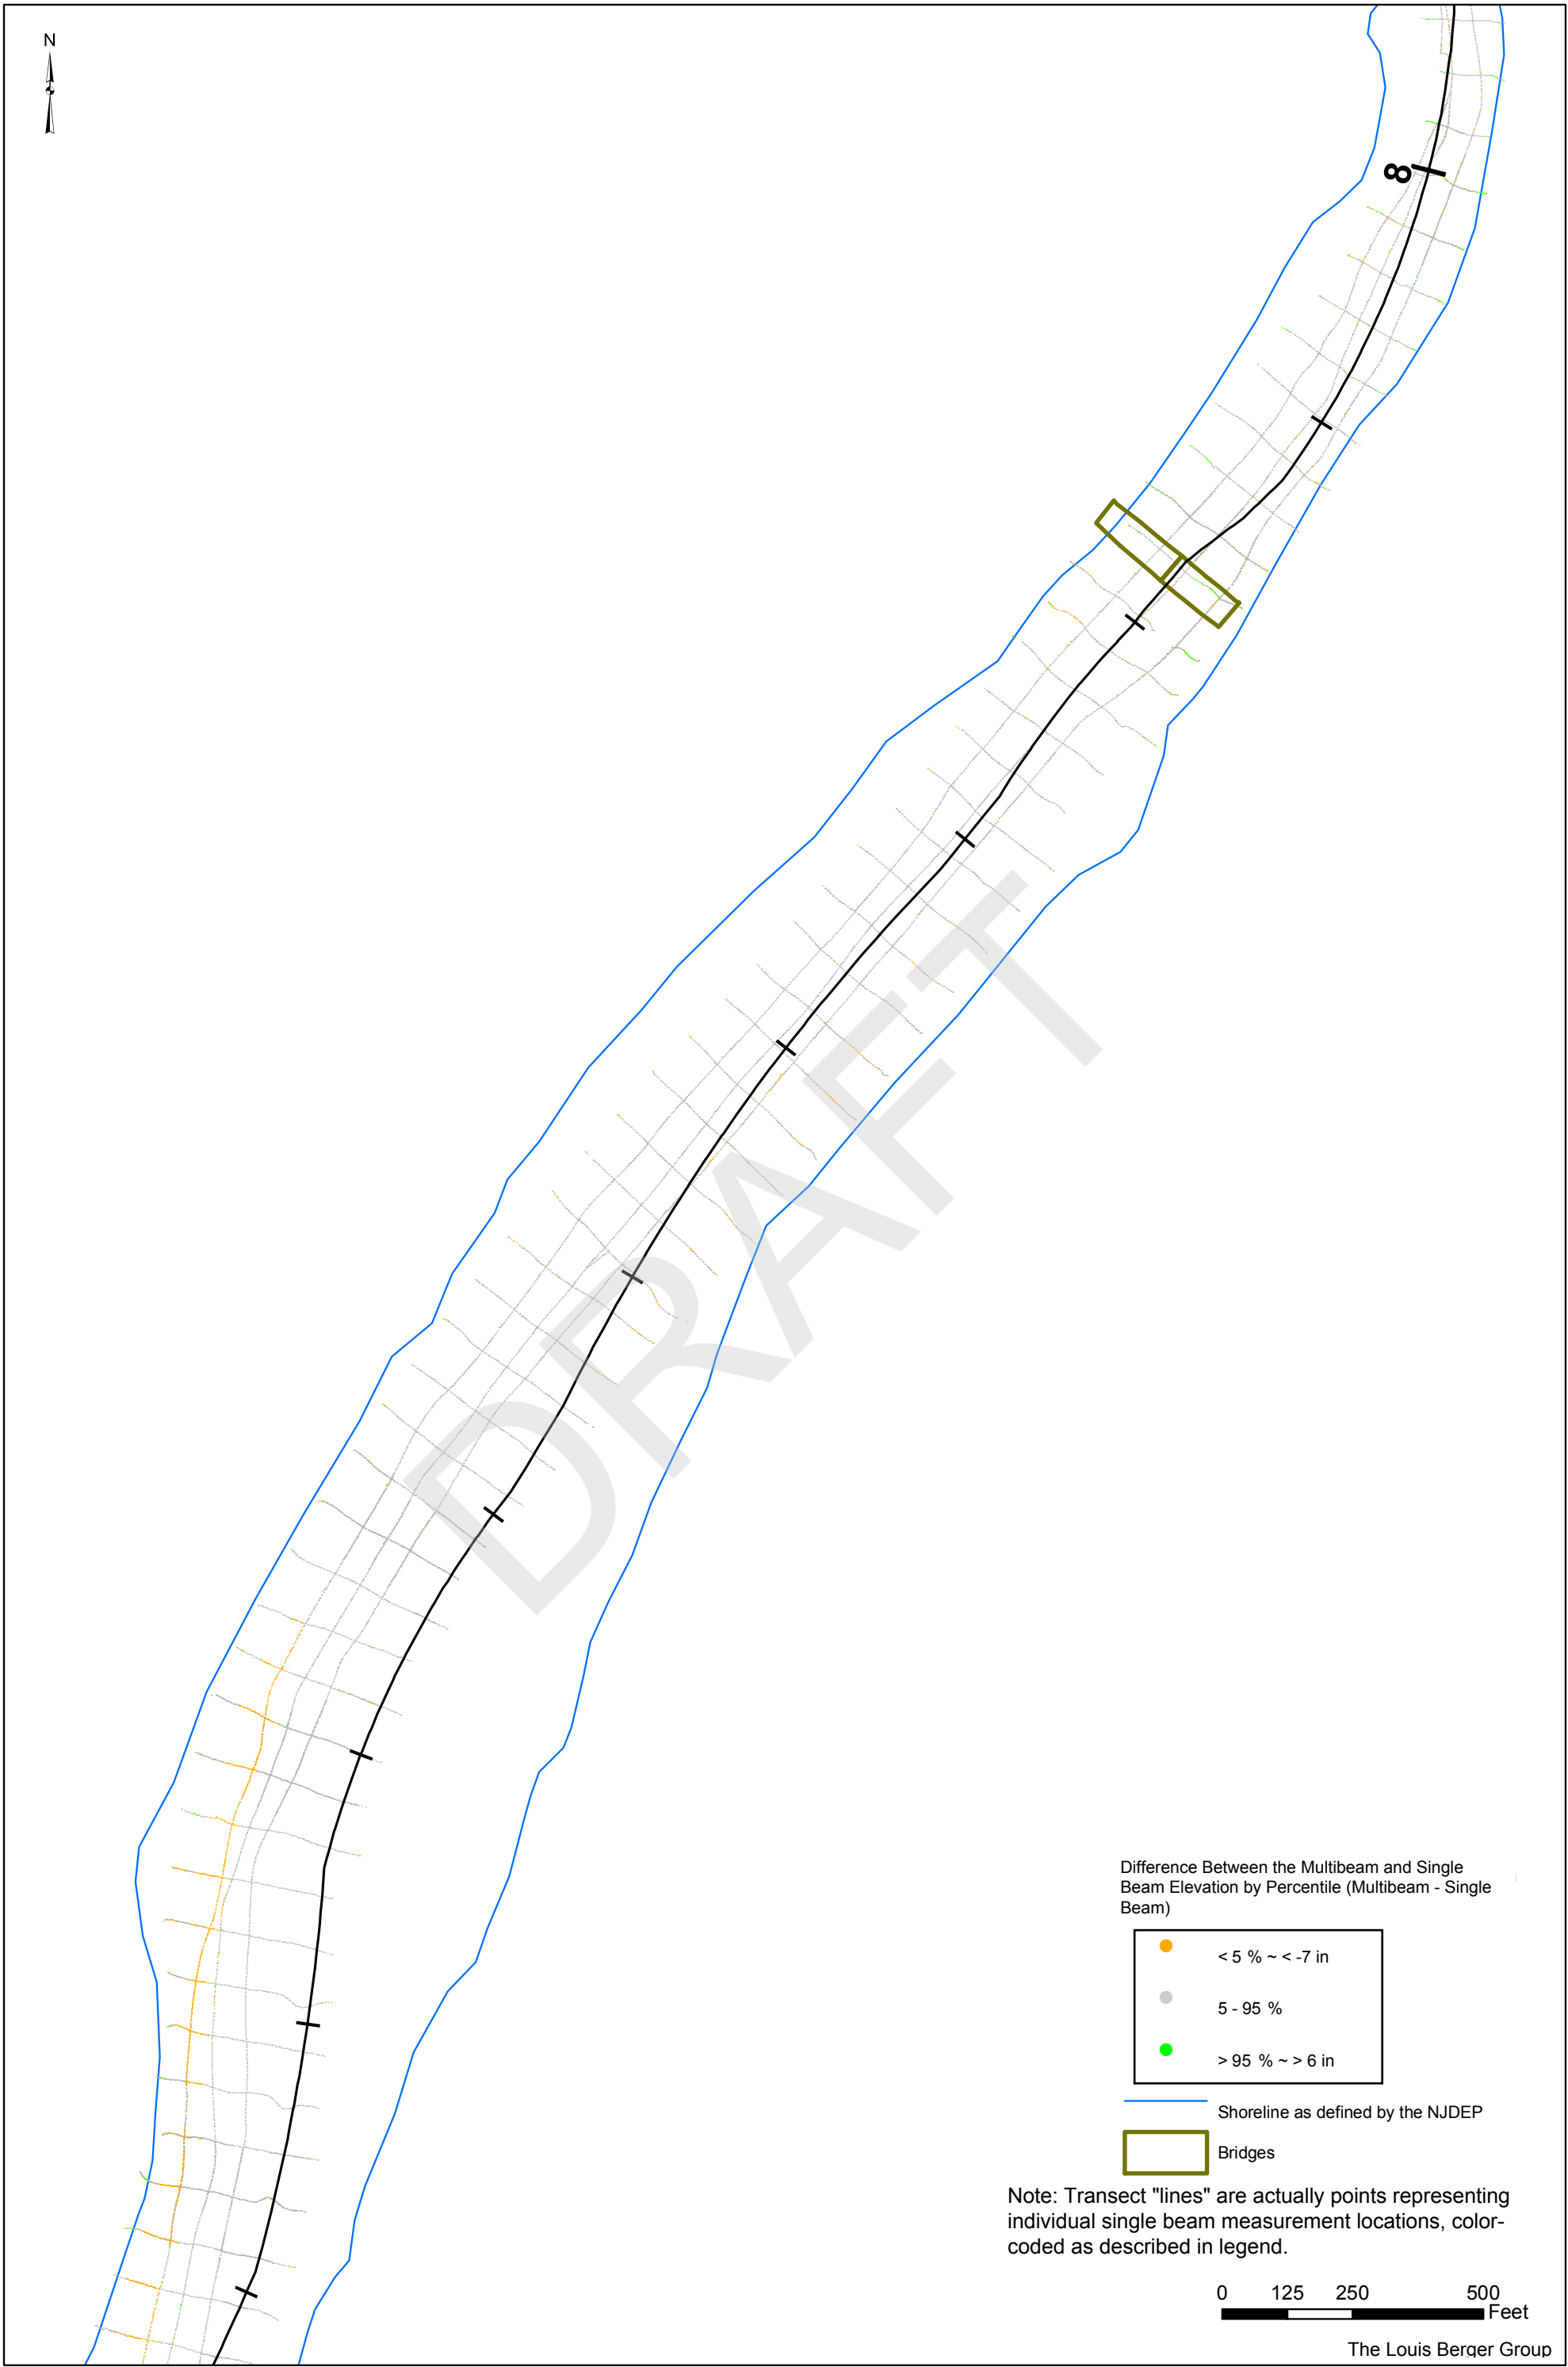 N
8
DRAFT
Difference Between the Multibeam and Single
Beam Elevation by Percentile (Multibeam - Single
Beam)
< 5 % ~ < -7 in
5 - 95 %
> 95 % ~ > 6 in
Shoreline as defined by the NJDEP
Bridges
Note: Transect "lines" are actually points representing
individual single beam measurement locations, color-
coded as described in legend.
0 125 250 500
Feet
The Louis Berger Group